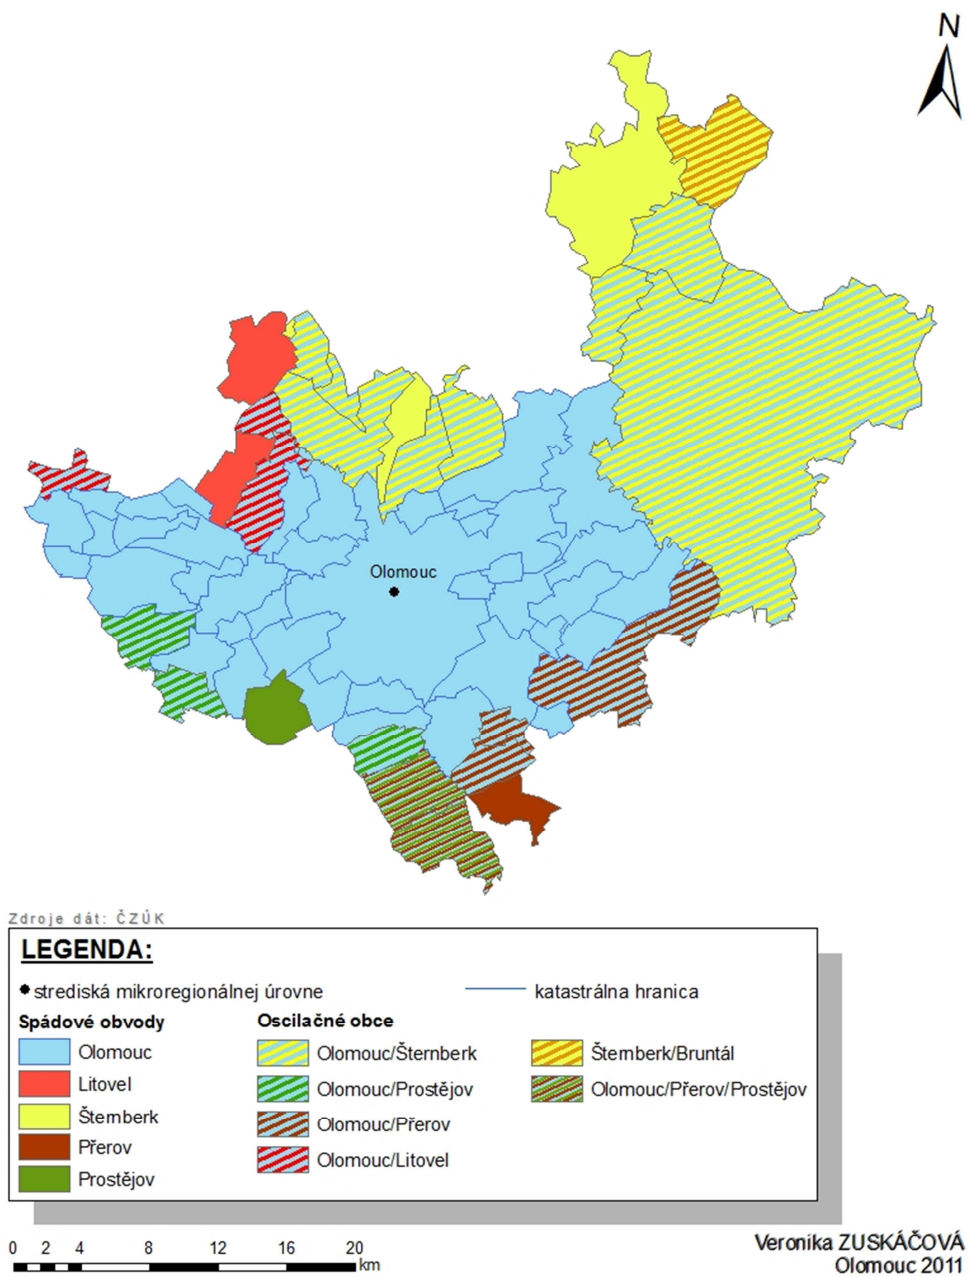 N
Olomouc
Zdroje dát: ČZÚK
LEGENDA:
strediská mikroregionálnej úrovne
katastrálna hranica
Spádové obvody
Olomouc
Litovel
Šternberk
Přerov
Prostějov
Oscilačné obce
Olomouc/Šternberk
Olomouc/Prostějov
Olomouc/Přerov
Olomouc/Litovel
Šternberk/Bruntál
Olomouc/Přerov/Prostějov
0 2 4 8 12 16 20 km
Veronika ZUSKÁČOVÁ
Olomouc 2011